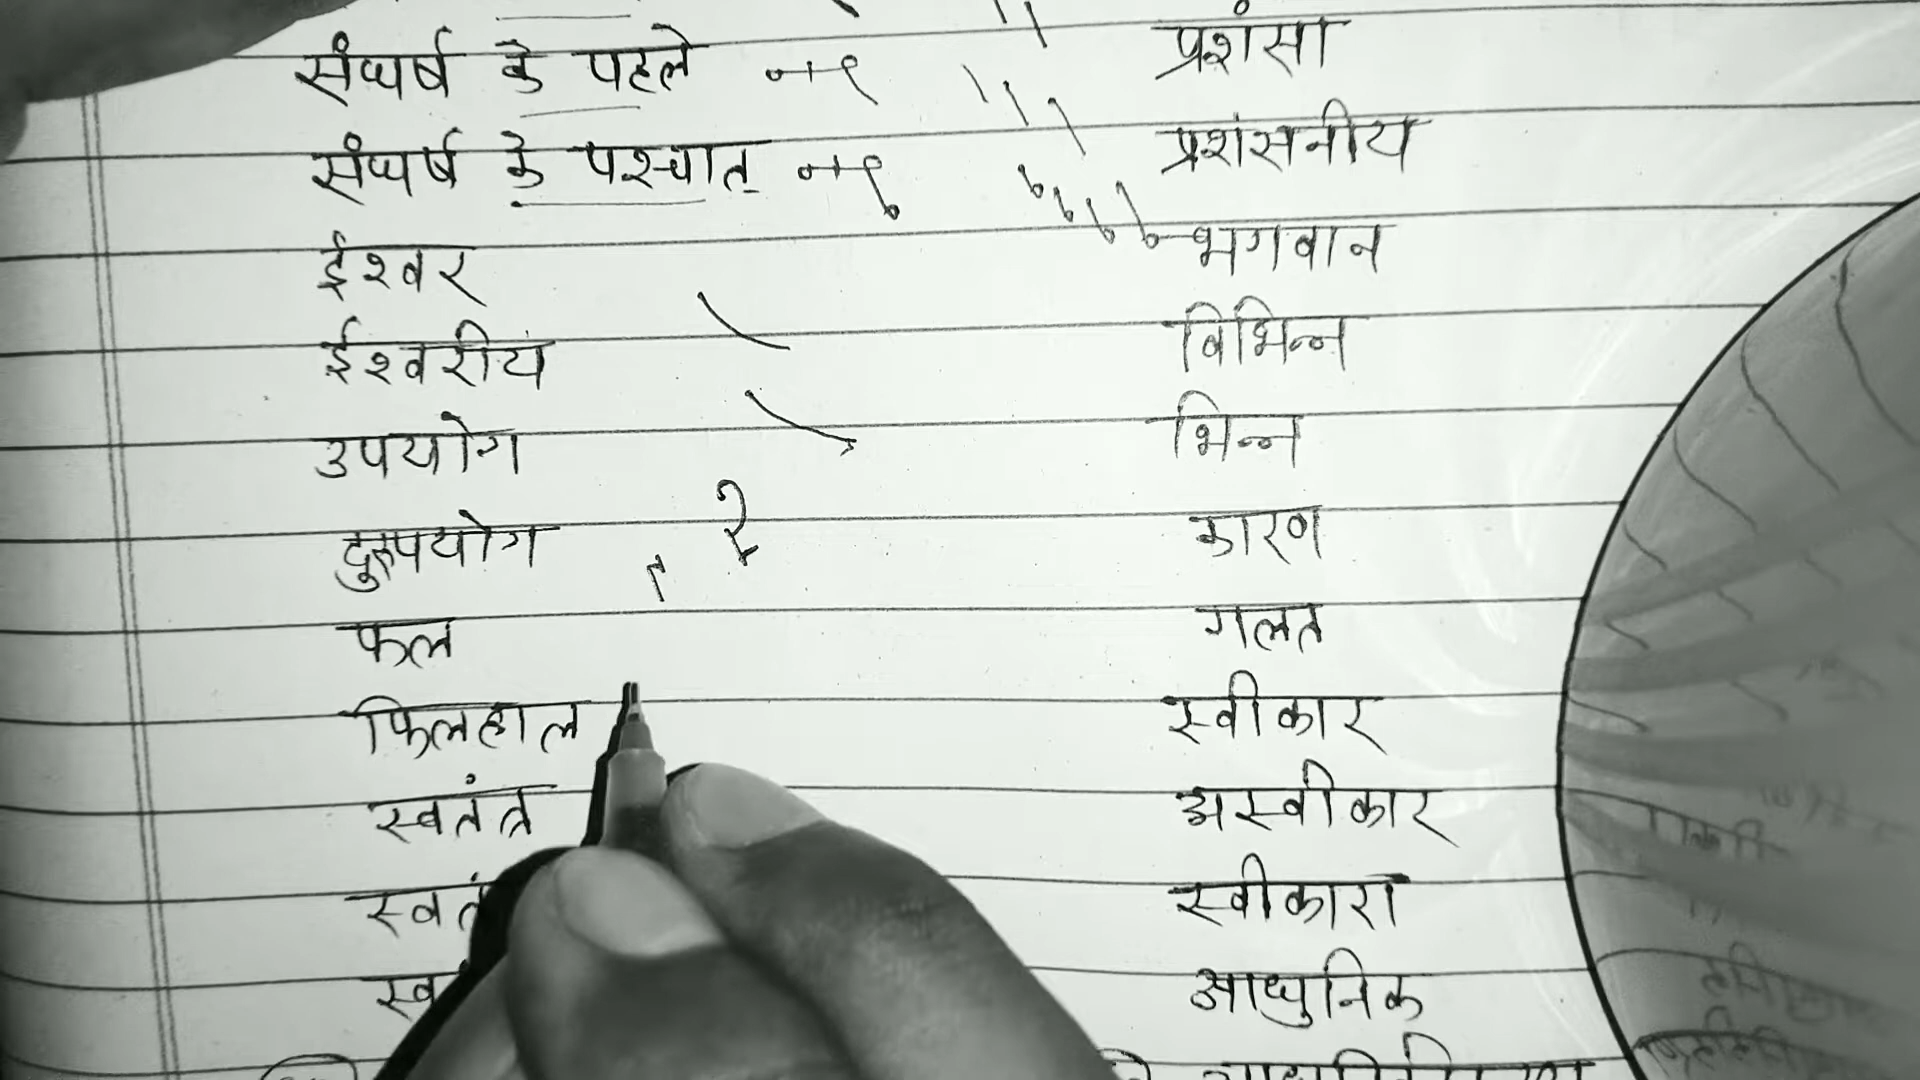 संघर्ष के पहले
संघर्ष के पश्चात्
ईश्वर
ईश्वरीय
उपयोग
दुरुपयोग
फल
फिलहाल
स्वतंत्र
प्रशंसा
प्रशंसनीय
भगवान
विभिन्न
भिन्न
कारण
गलत
स्वीकार
अस्वीकार
स्वीकारा
आधुनिक